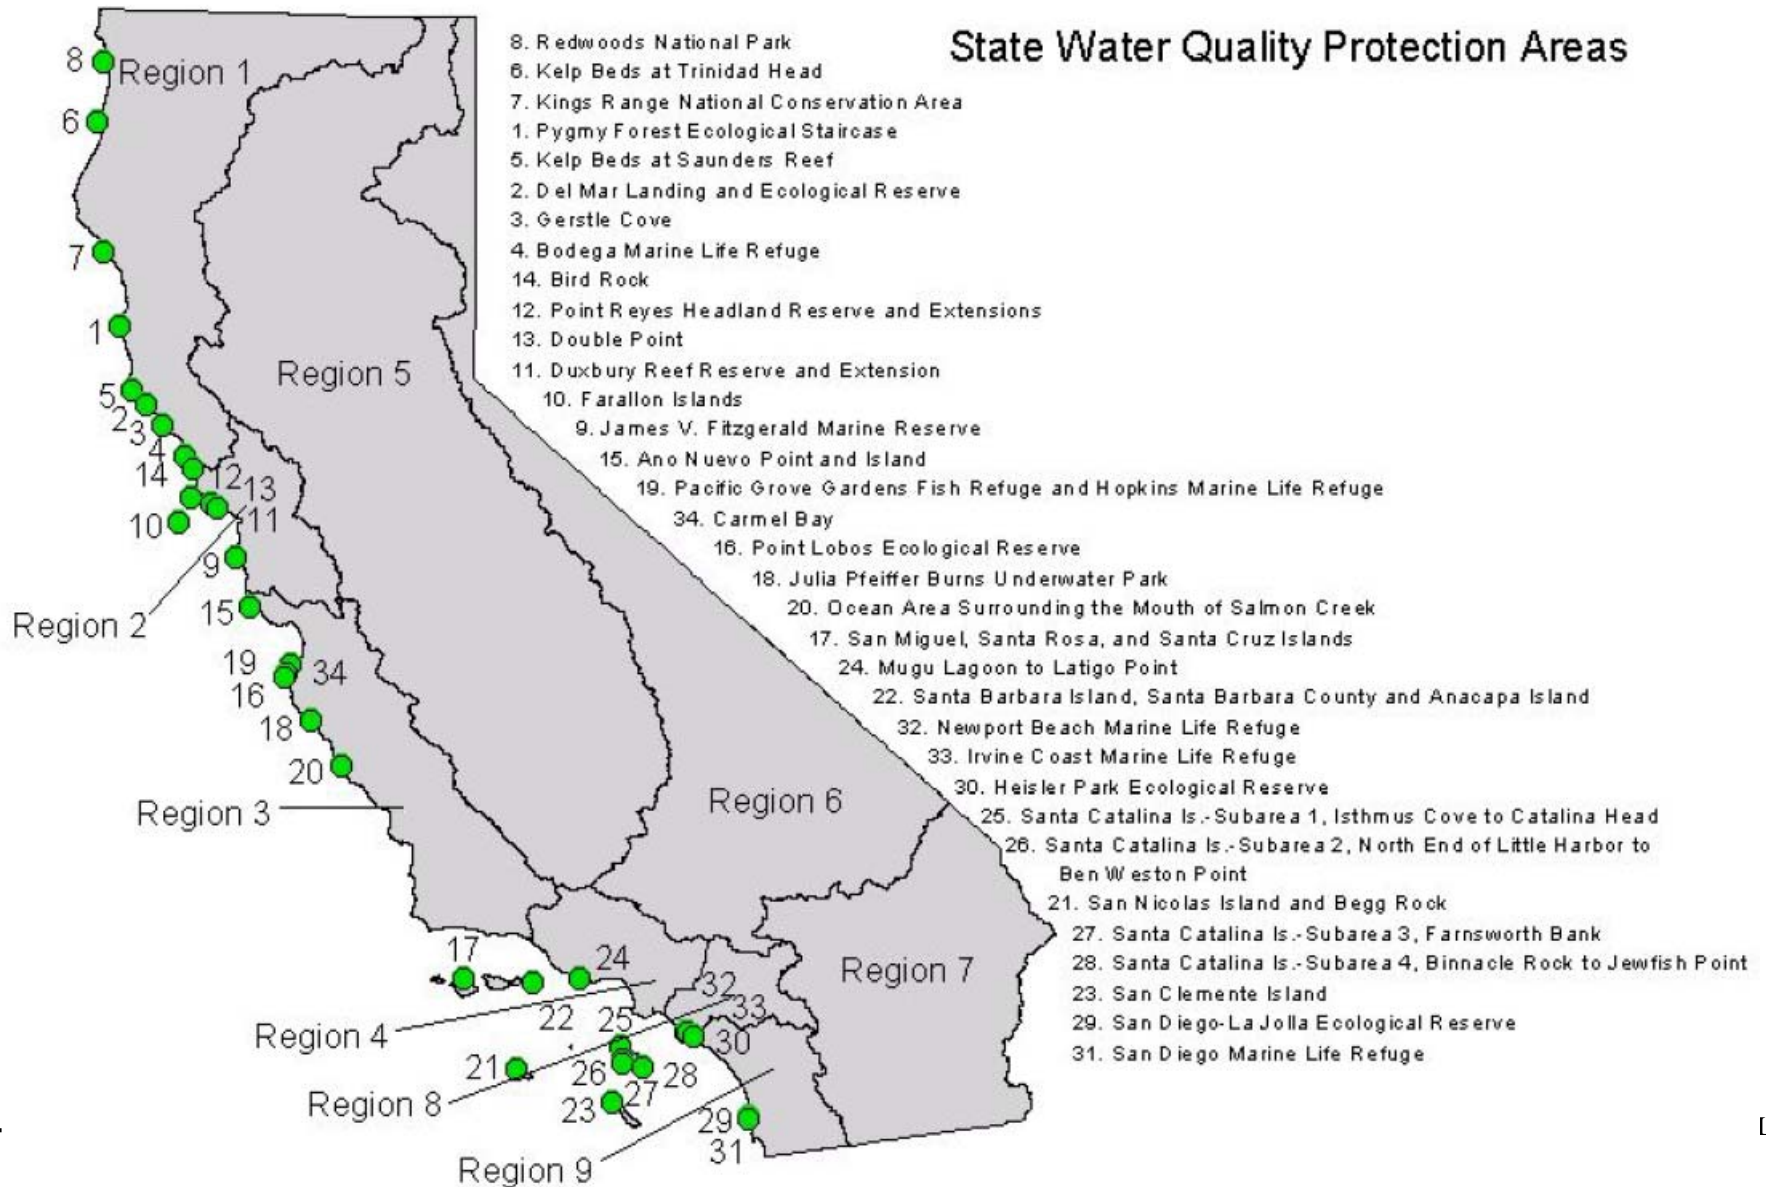 State Water Quality Protection Areas
8. Redwoods National Park
6. Kelp Beds at Trinidad Head
7. Kings Range National Conservation Area
1. Pygmy Forest Ecological Staircase
5. Kelp Beds at Saunders Reef
2. Del Mar Landing and Ecological Reserve
3. Gerstle Cove
4. Bodega Marine Life Refuge
14. Bird Rock
12. Point Reyes Headland Reserve and Extensions
13. Double Point
11. Duxbury Reef Reserve and Extension
10. Farallon Islands
9. James V. Fitzgerald Marine Reserve
15. Ano Nuevo Point and Island
19. Pacific Grove Gardens Fish Refuge and Hopkins Marine Life Refuge
34. Carmel Bay
16. Point Lobos Ecological Reserve
18. Julia Pfeiffer Burns Underwater Park
20. Ocean Area Surrounding the Mouth of Salmon Creek
17. San Miguel, Santa Rosa, and Santa Cruz Islands
24. Mugu Lagoon to Latigo Point
22. Santa Barbara Island, Santa Barbara County and Anacapa Island
32. Newport Beach Marine Life Refuge
33. Irvine Coast Marine Life Refuge
30. Heisler Park Ecological Reserve
25. Santa Catalina Is.-Subarea 1, Isthmus Cove to Catalina Head
26. Santa Catalina Is.-Subarea 2, North End of Little Harbor to
Ben Weston Point
21. San Nicolas Island and Begg Rock
27. Santa Catalina Is.-Subarea 3, Farnsworth Bank
28. Santa Catalina Is.-Subarea 4, Binnacle Rock to Jewfish Point
23. San Clemente Island
29. San Diego-La Jolla Ecological Reserve
31. San Diego Marine Life Refuge
8
Region 1
6
7
1
Region 5
5
2
3
4
14
12
13
10
11
9
15
Region 2
19
34
16
18
20
Region 3
Region 6
17
24
Region 7
32
33
22
25
30
Region 4
21
26
28
27
Region 8
23
29
31
Region 9